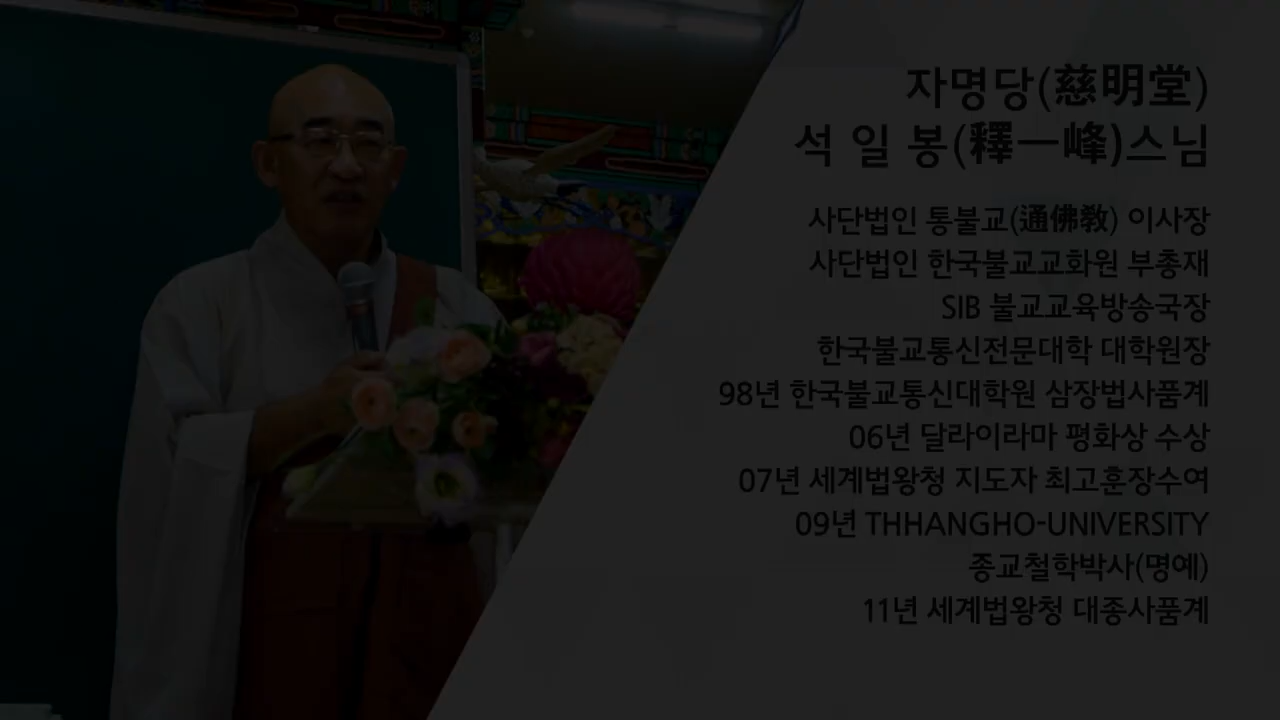 자명당(慈明堂)
석 일 봉(釋一峰)스님
사단법인 통불교(通佛敎) 이사장
사단법인 한국불교교화원 부총재
SIB 불교교육방송국장
한국불교통신전문대학 대학원장
98년 한국불교통신대학원 삼장법사품계
06년 달라이라마 평화상 수상
07년 세계법왕청 지도자 최고훈장수여
09년 THHANGHO-UNIVERSITY
종교철학박사(명예)
11년 세계법왕청 대종사품계